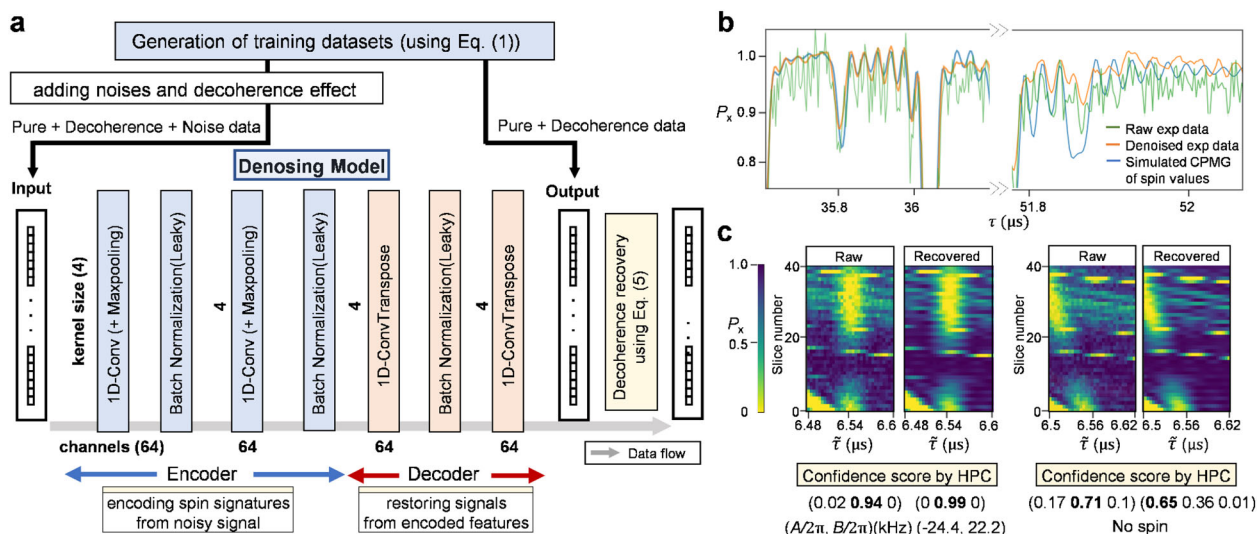 a
Generation of training datasets (using Eq. (1))
adding noises and decoherence effect
Pure + Decoherence + Noise data
Pure + Decoherence data
Denosing Model
Input
Output
kernel size (4)
1D-Conv (+ Maxpooling)
Batch Normalization(Leaky)
4
1D-Conv (+ Maxpooling)
Batch Normalization(Leaky)
4
1D-ConvTranspose
Batch Normalization(Leaky)
4
1D-ConvTranspose
Decoherence recovery
using Eq. (5)
channels (64)
64
64
64
Data flow
Encoder
Decoder
encoding spin signatures
from noisy signal
restoring signals
from encoded features
b
1.0
0.9
0.8
Px
Raw exp data
Denoised exp data
Simulated CPMG
of spin values
35.8
36
51.8
52
τ (μs)
c
Raw
Recovered
Raw
Recovered
1.0
Px
0.5
0
Slice number
40
20
0
6.48
6.54
6.6
6.48
6.54
6.6
τ̃ (μs)
τ̃ (μs)
Slice number
40
20
0
6.5
6.56
6.62
6.5
6.56
6.62
τ̃ (μs)
τ̃ (μs)
Confidence score by HPC
Confidence score by HPC
(0.02 0.94 0)
(0 0.99 0)
(0.17 0.71 0.1)
(0.65 0.36 0.01)
(A/2π, B/2π)(kHz) (-24.4, 22.2)
No spin